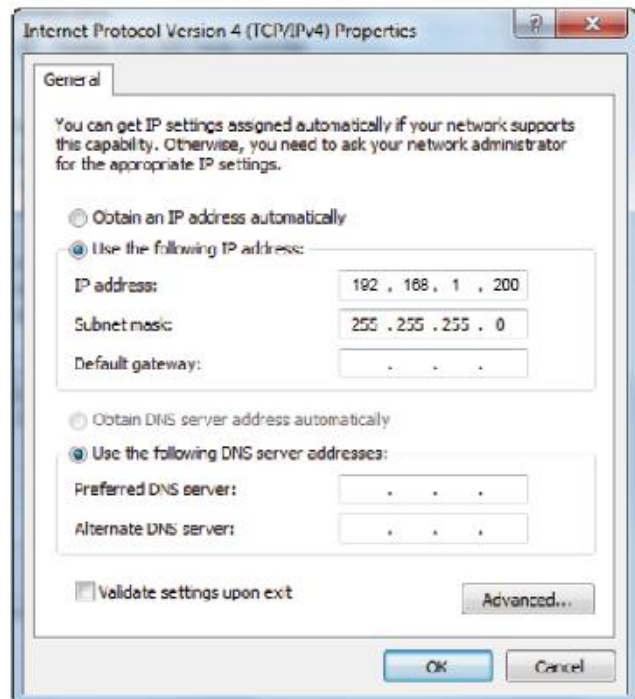 Internet Protocol Version 4 (TCP/IPv4) Properties
General
You can get IP settings assigned automatically if your network supports
this capability. Otherwise, you need to ask your network administrator
for the appropriate IP settings.
Obtain an IP address automatically
Use the following IP address:
IP address: 192 . 168 . 1 . 200
Subnet mask: 255 . 255 . 255 . 0
Default gateway: . . .
Obtain DNS server address automatically
Use the following DNS server addresses:
Preferred DNS server: . . .
Alternate DNS server: . . .
Validate settings upon exit
Advanced...
OK Cancel